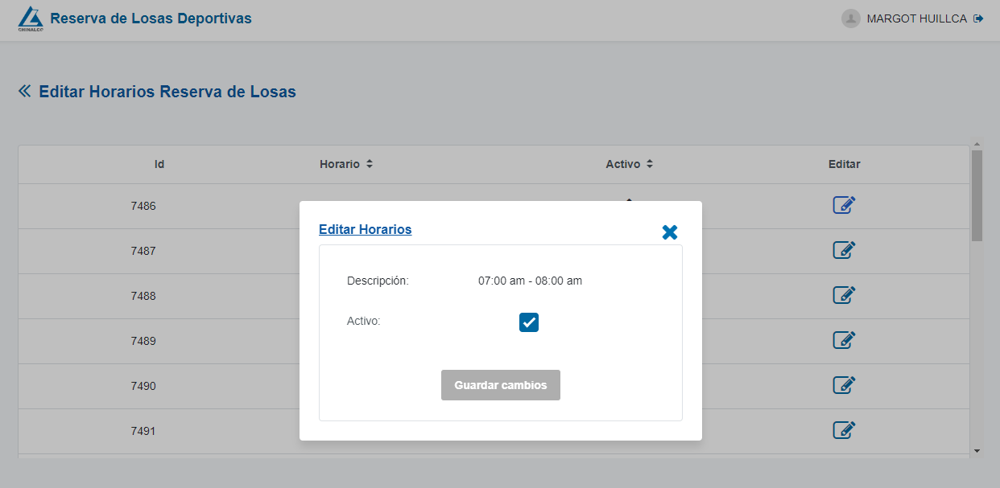 CHINALCO
Reserva de Losas Deportivas
MARGOT HUILLCA
Editar Horarios Reserva de Losas
Id Horario Activo Editar
7486
7487
7488
7489
7490
7491
Editar Horarios
Descripción: 07:00 am - 08:00 am
Activo:
Guardar cambios